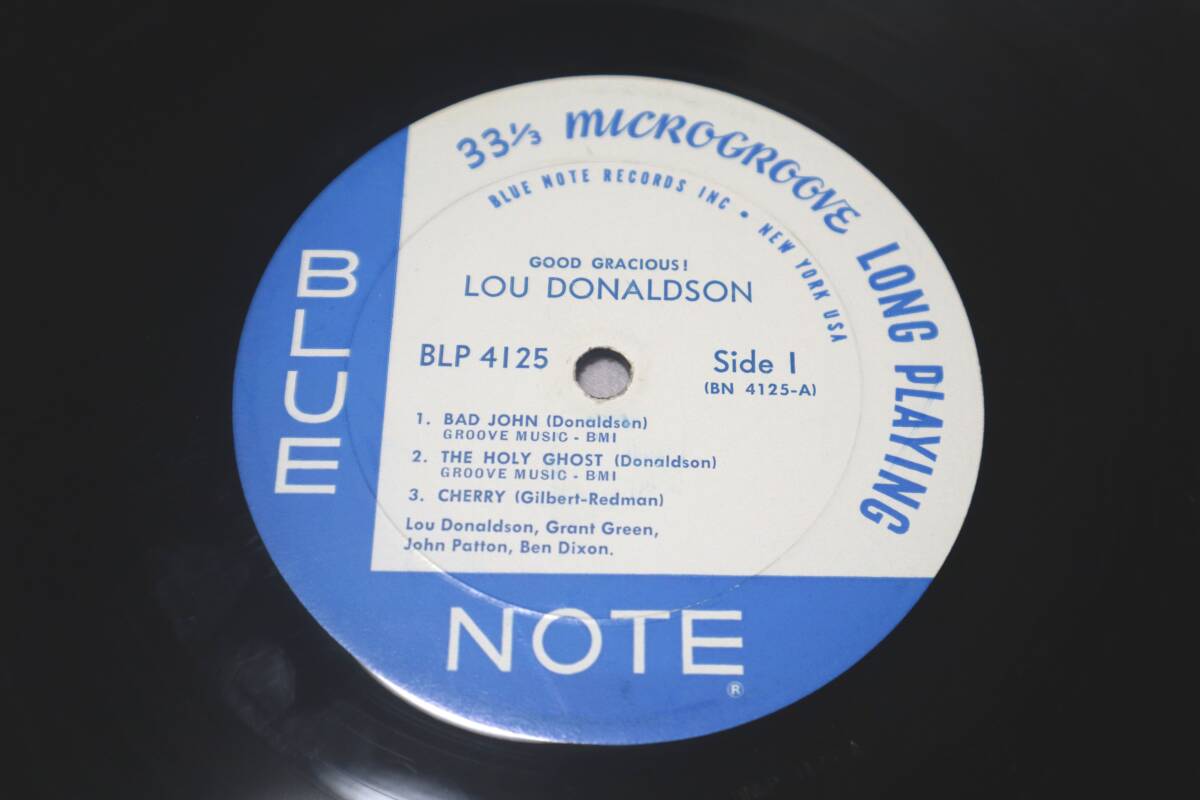 33⅓ MICROGROOVE LONG PLAYING
BLUE NOTE RECORDS INC • NEW YORK USA
GOOD GRACIOUS!
LOU DONALDSON
BLP 4125
Side 1
(BN 4125-A)
1. BAD JOHN (Donaldson)
GROOVE MUSIC - BMI
2. THE HOLY GHOST (Donaldson)
GROOVE MUSIC - BMI
3. CHERRY (Gilbert-Redman)
Lou Donaldson, Grant Green,
John Patton, Ben Dixon.
BLUE
NOTE
®